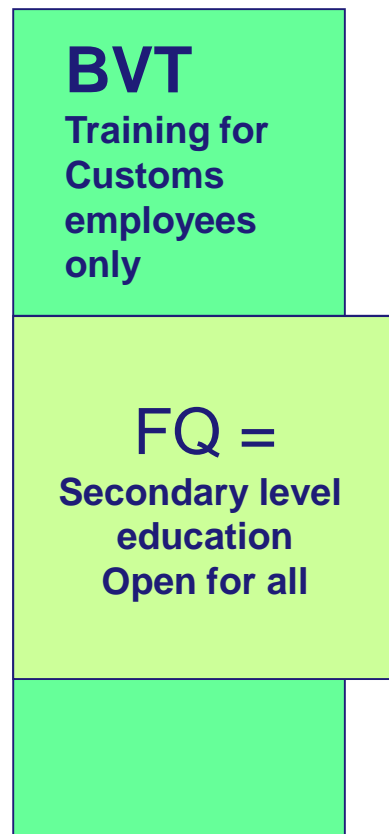 BVT
Training for
Customs
employees
only
FQ =
Secondary level
education
Open for all